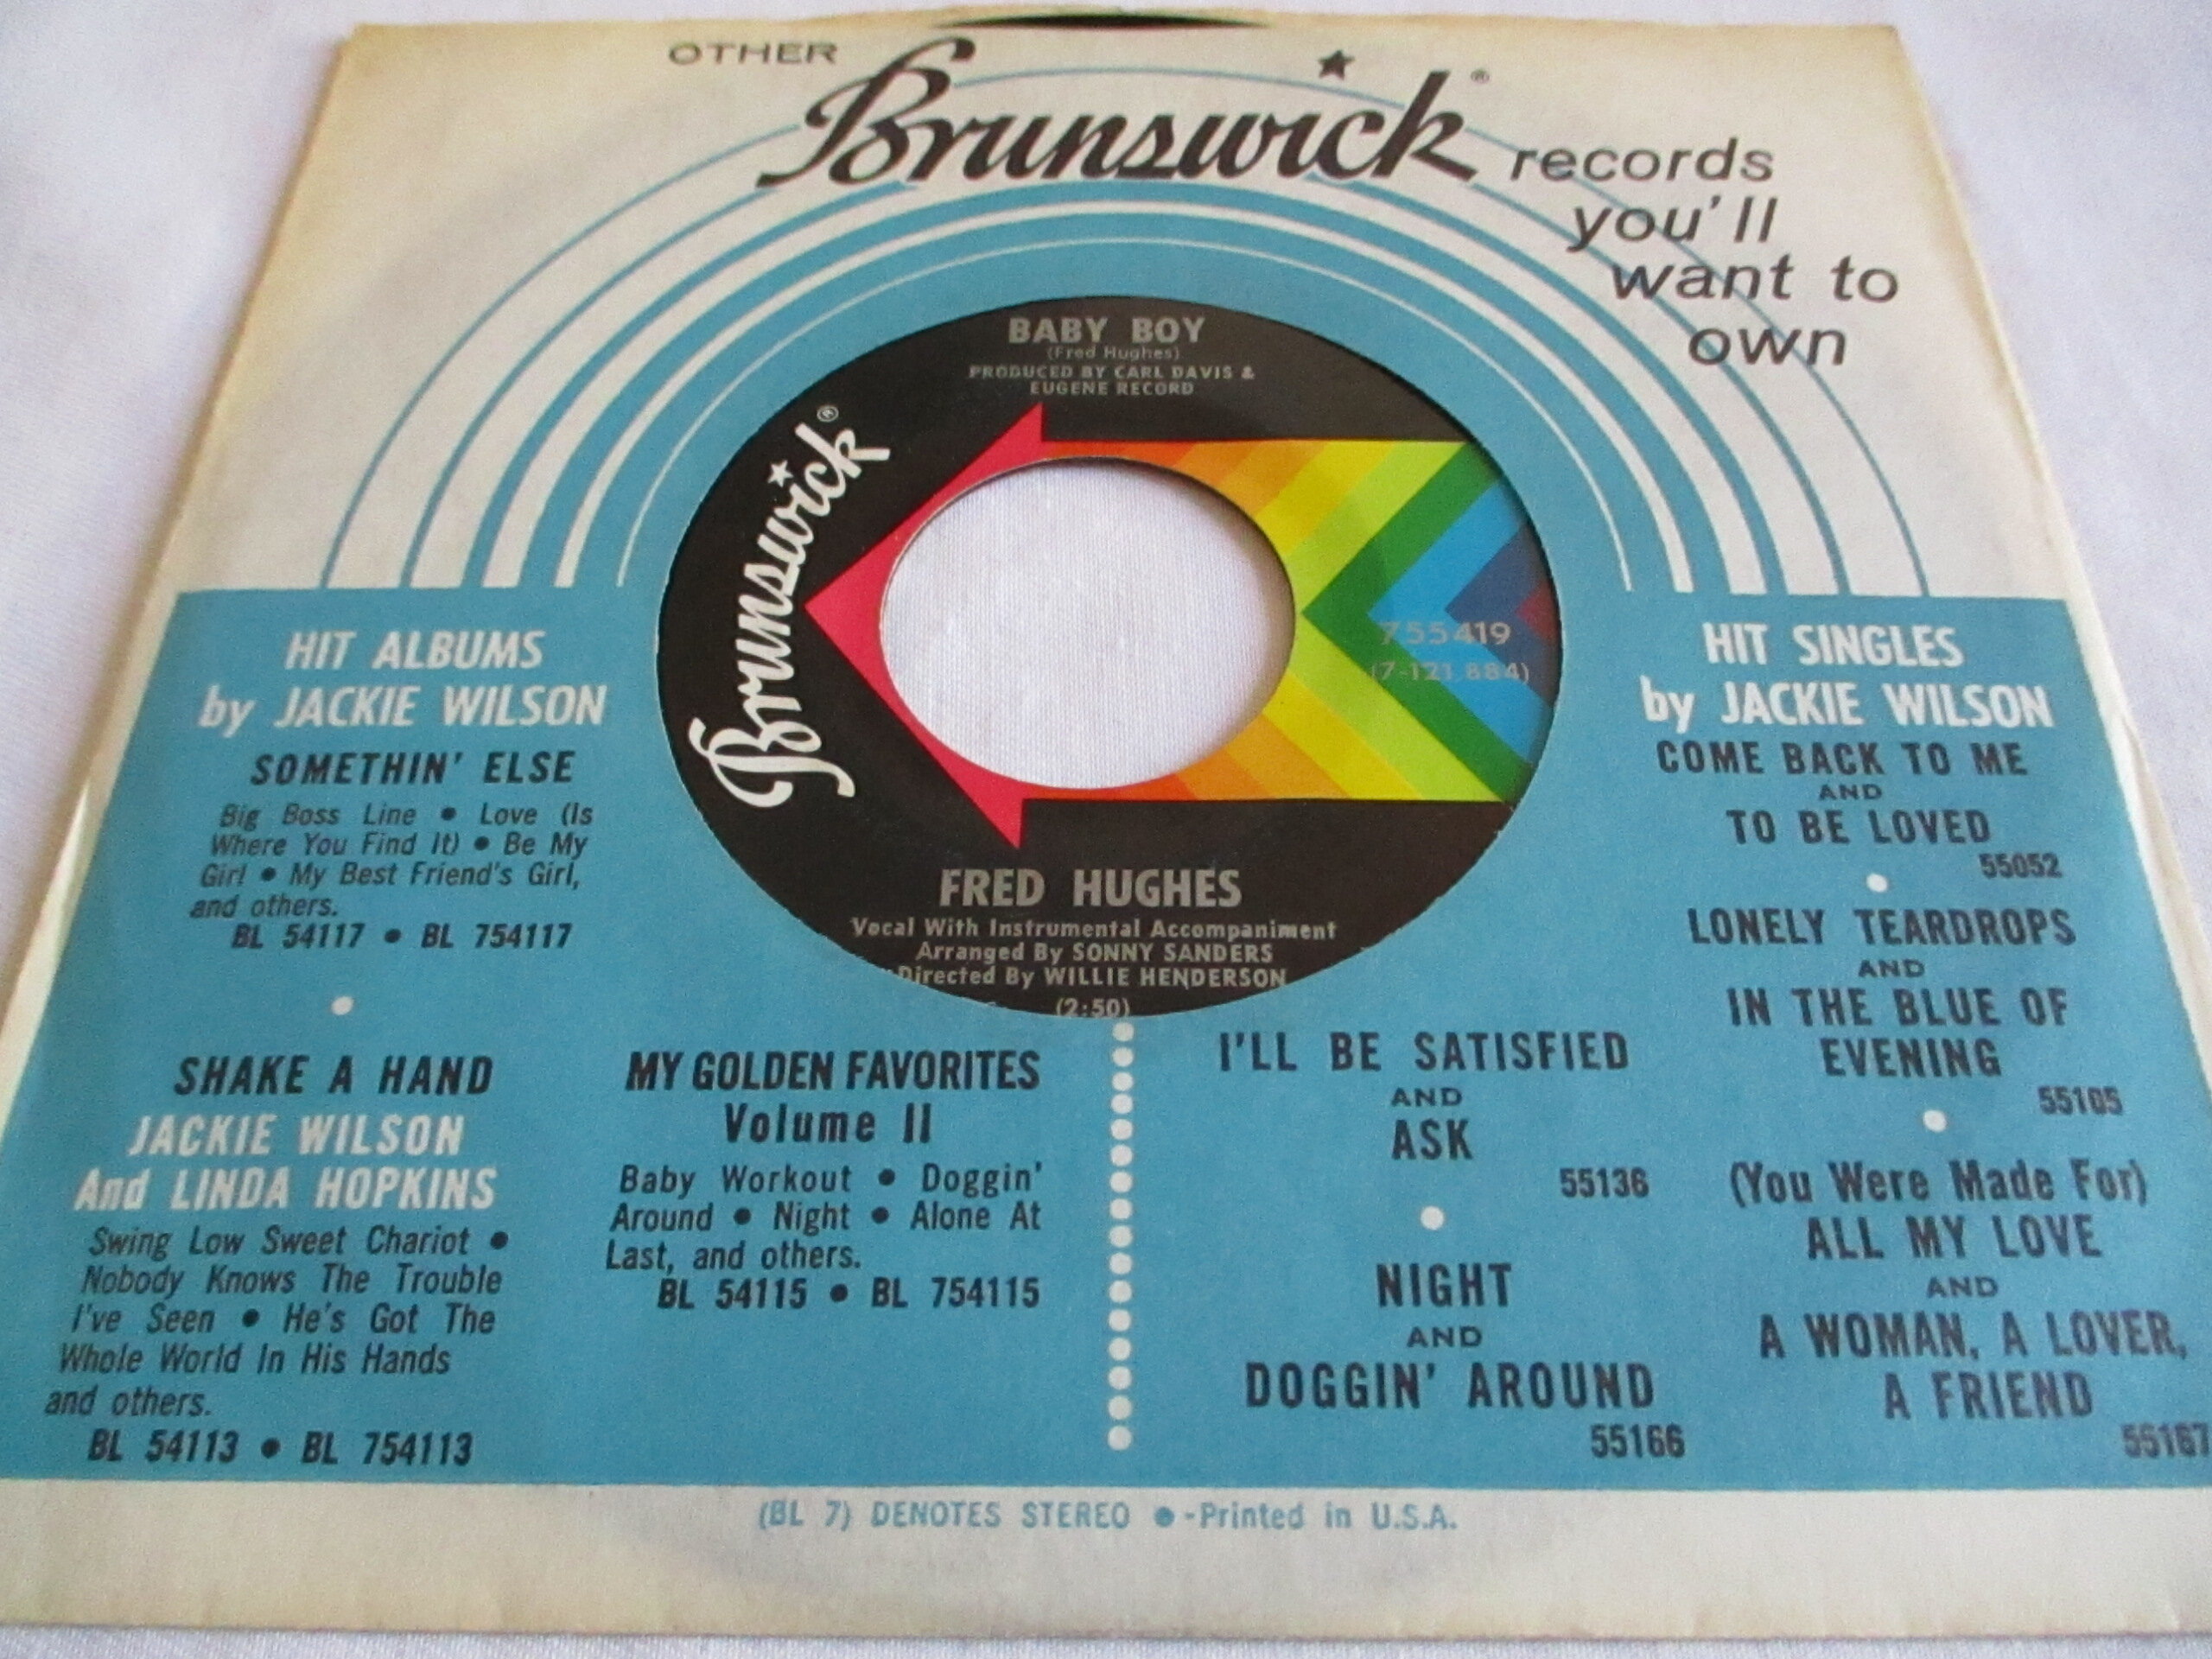 OTHER Brunswick® records
you'll
want to
own
BABY BOY
(Fred Hughes)
PRODUCED BY CARL DAVIS &
EUGENE RECORD
Brunswick®
755419
(7-121,884)
FRED HUGHES
Vocal With Instrumental Accompaniment
Arranged By SONNY SANDERS
Directed By WILLIE HENDERSON
(2:50)
HIT ALBUMS
by JACKIE WILSON
SOMETHIN' ELSE
Big Boss Line • Love (Is
Where You Find It) • Be My
Girl • My Best Friend's Girl,
and others.
BL 54117 • BL 754117
SHAKE A HAND
JACKIE WILSON
And LINDA HOPKINS
Swing Low Sweet Chariot •
Nobody Knows The Trouble
I've Seen • He's Got The
Whole World In His Hands
and others.
BL 54113 • BL 754113
MY GOLDEN FAVORITES
Volume II
Baby Workout • Doggin'
Around • Night • Alone At
Last, and others.
BL 54115 • BL 754115
HIT SINGLES
by JACKIE WILSON
COME BACK TO ME
AND
TO BE LOVED
55052
LONELY TEARDROPS
AND
IN THE BLUE OF
EVENING
55105
I'LL BE SATISFIED
AND
ASK
55136
NIGHT
AND
DOGGIN' AROUND
55166
(You Were Made For)
ALL MY LOVE
AND
A WOMAN, A LOVER,
A FRIEND
55167
(BL 7) DENOTES STEREO • -Printed in U.S.A.